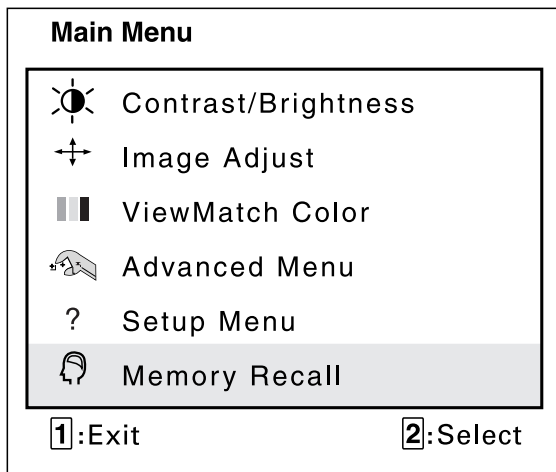 Main Menu
Contrast/Brightness
Image Adjust
ViewMatch Color
Advanced Menu
? Setup Menu
Memory Recall
1:Exit 2:Select